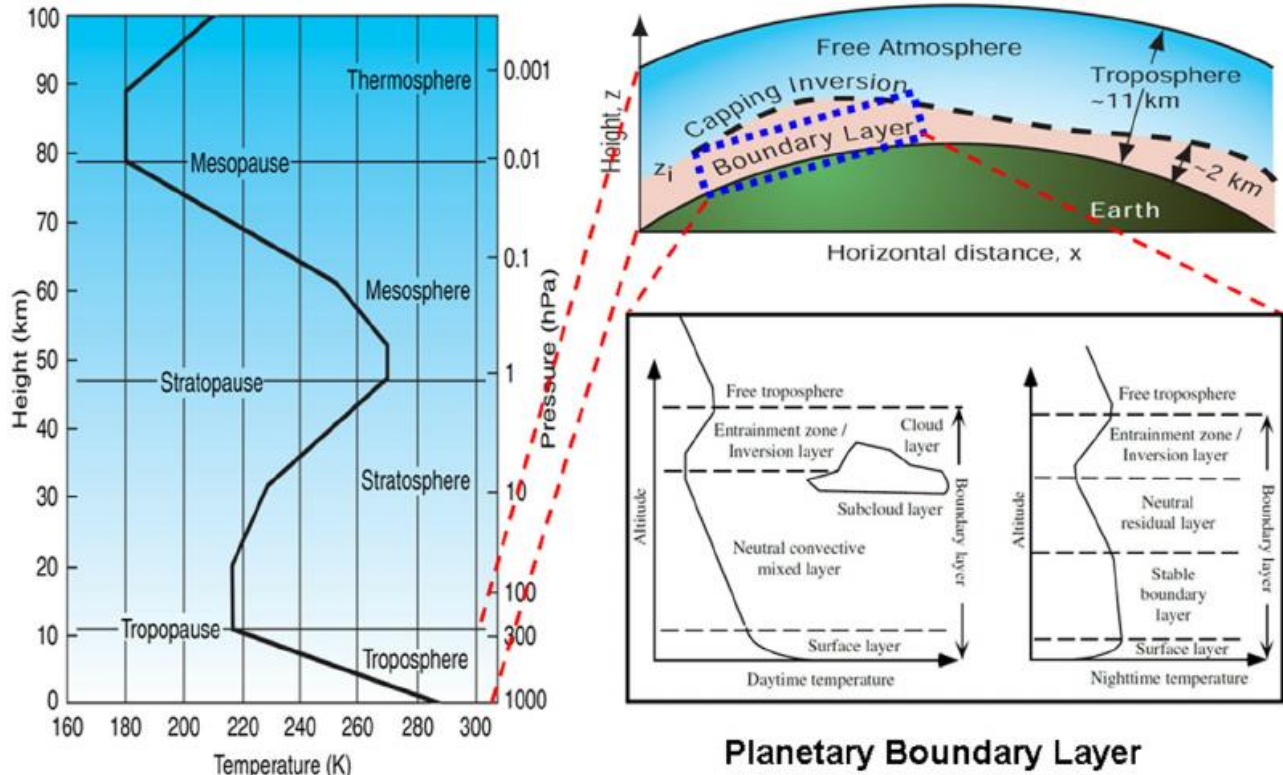 100
90
80
70
60
50
40
30
20
10
0
Height (km)
160
180
200
220
240
260
280
300
Temperature (K)
Thermosphere
Mesopause
Mesosphere
Stratopause
Stratosphere
Tropopause
Troposphere
0.001
0.01
0.1
1
10
100
300
1000
Pressure (hPa)
Height, z
Free Atmosphere
Capping Inversion
Troposphere
~11 km
Boundary Layer
zi
~2 km
Earth
Horizontal distance, x
Altitude
Free troposphere
Entrainment zone /
Inversion layer
Cloud
layer
Subcloud layer
Neutral convective
mixed layer
Surface layer
Boundary layer
Daytime temperature
Altitude
Free troposphere
Entrainment zone /
Inversion layer
Neutral
residual layer
Stable
boundary
layer
Surface layer
Boundary layer
Nighttime temperature
Planetary Boundary Layer